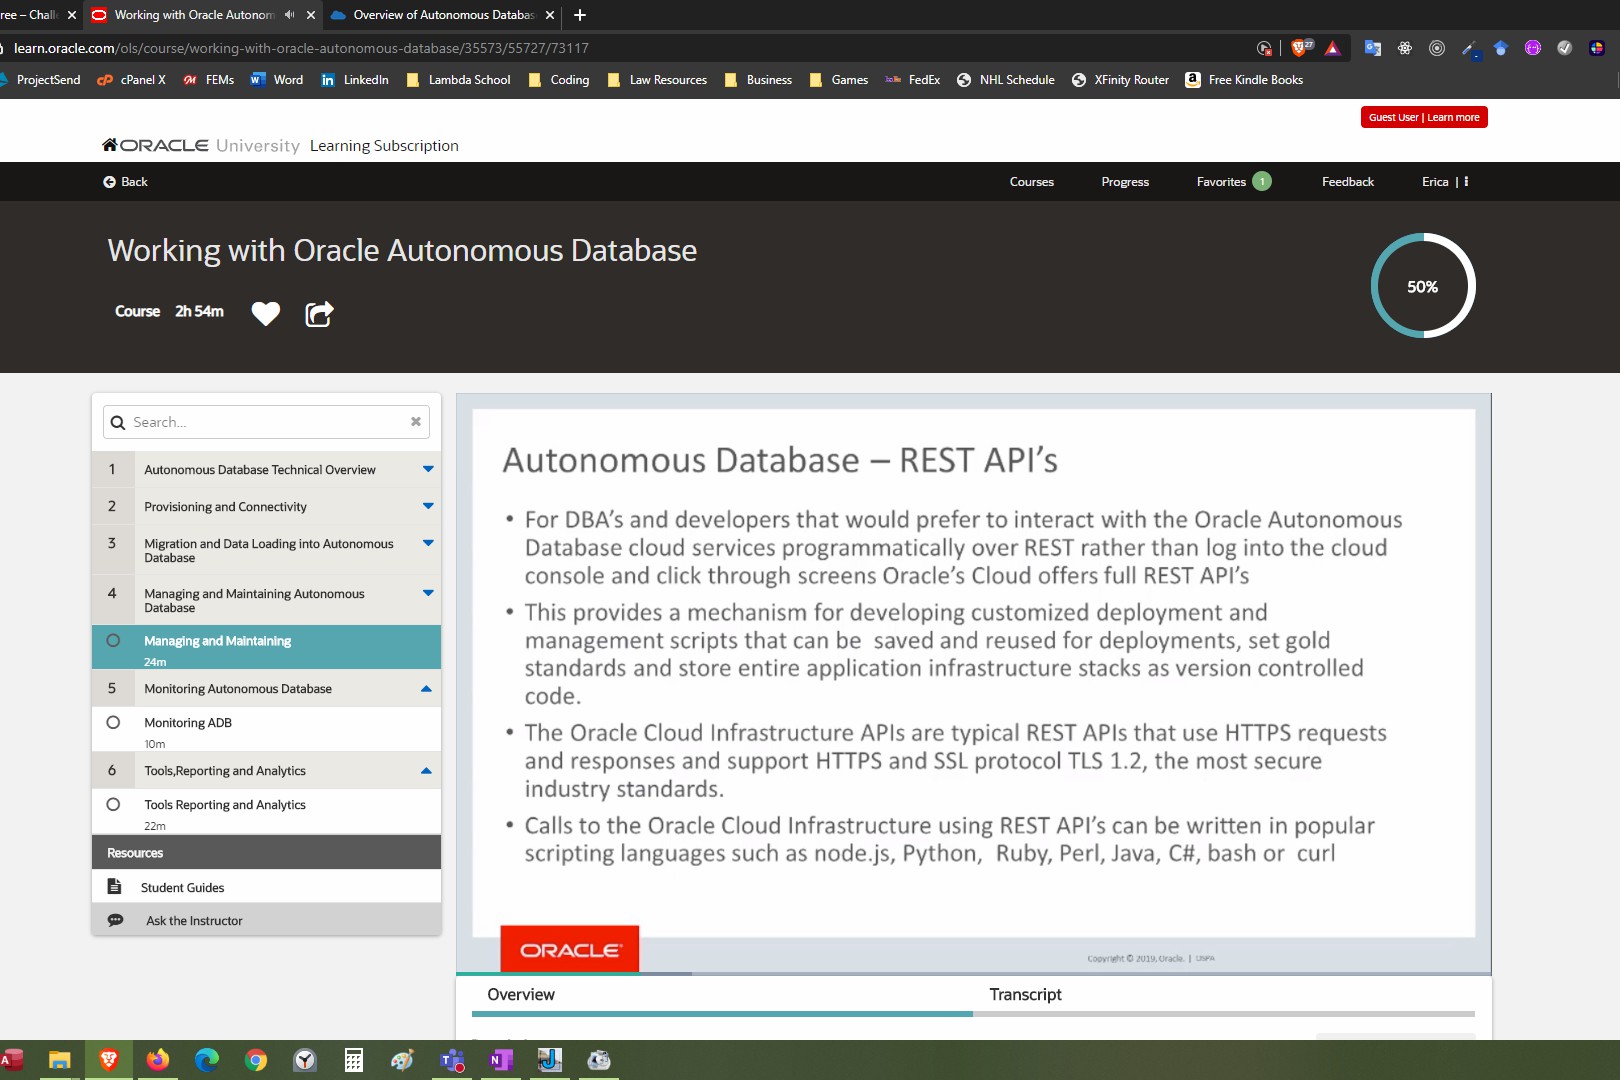 ree – Chall
Working with Oracle Autonom
Overview of Autonomous Databas
learn.oracle.com/ols/course/working-with-oracle-autonomous-database/35573/55727/73117
27
ProjectSend
cPanel X
FEMs
Word
LinkedIn
Lambda School
Coding
Law Resources
Business
Games
FedEx
NHL Schedule
XFinity Router
Free Kindle Books
Guest User | Learn more
ORACLE University Learning Subscription
Back
Courses
Progress
Favorites 1
Feedback
Erica |
Working with Oracle Autonomous Database
Course 2h 54m
50%
Search...
1 Autonomous Database Technical Overview
2 Provisioning and Connectivity
3 Migration and Data Loading into Autonomous
Database
4 Managing and Maintaining Autonomous
Database
Managing and Maintaining
24m
5 Monitoring Autonomous Database
Monitoring ADB
10m
6 Tools,Reporting and Analytics
Tools Reporting and Analytics
22m
Resources
Student Guides
Ask the Instructor
Autonomous Database – REST API's
• For DBA's and developers that would prefer to interact with the Oracle Autonomous
Database cloud services programmatically over REST rather than log into the cloud
console and click through screens Oracle's Cloud offers full REST API's
• This provides a mechanism for developing customized deployment and
management scripts that can be saved and reused for deployments, set gold
standards and store entire application infrastructure stacks as version controlled
code.
• The Oracle Cloud Infrastructure APIs are typical REST APIs that use HTTPS requests
and responses and support HTTPS and SSL protocol TLS 1.2, the most secure
industry standards.
• Calls to the Oracle Cloud Infrastructure using REST API's can be written in popular
scripting languages such as node.js, Python, Ruby, Perl, Java, C#, bash or curl
ORACLE
Copyright © 2019, Oracle. |
Overview
Transcript